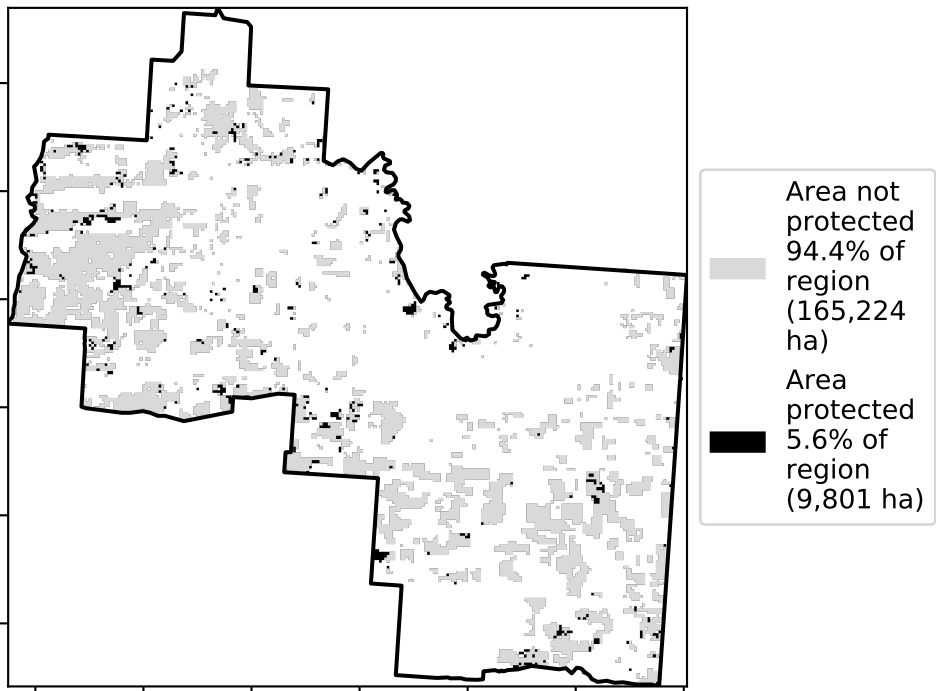 Area not
protected
94.4% of
region
(165,224
ha)
Area
protected
5.6% of
region
(9,801 ha)